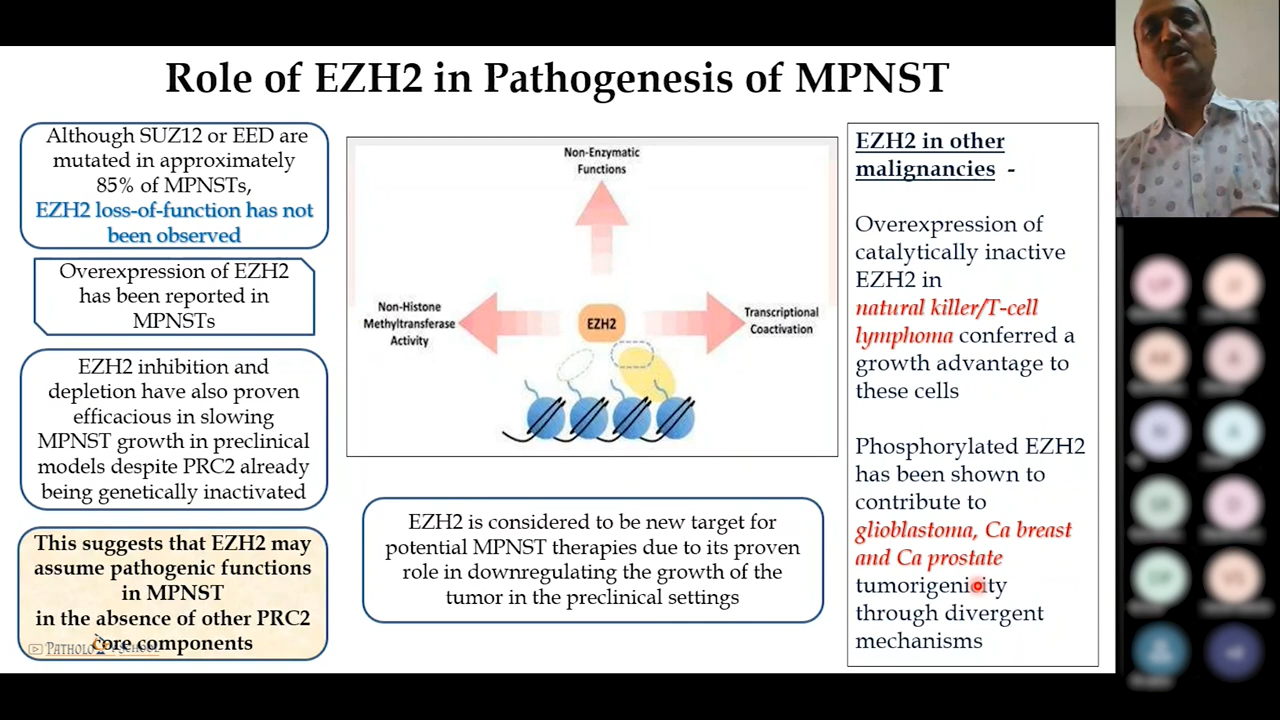 Role of EZH2 in Pathogenesis of MPNST
Although SUZ12 or EED are
mutated in approximately
85% of MPNSTs,
EZH2 loss-of-function has not
been observed
Overexpression of EZH2
has been reported in
MPNSTs
EZH2 inhibition and
depletion have also proven
efficacious in slowing
MPNST growth in preclinical
models despite PRC2 already
being genetically inactivated
This suggests that EZH2 may
assume pathogenic functions
in MPNST
in the absence of other PRC2
core components
Non-Enzymatic
Functions
Non-Histone
Methyltransferase
Activity
EZH2
Transcriptional
Coactivation
EZH2 is considered to be new target for
potential MPNST therapies due to its proven
role in downregulating the growth of the
tumor in the preclinical settings
EZH2 in other
malignancies -
Overexpression of
catalytically inactive
EZH2 in
natural killer/T-cell
lymphoma conferred a
growth advantage to
these cells
Phosphorylated EZH2
has been shown to
contribute to
glioblastoma, Ca breast
and Ca prostate
tumorigenicity
through divergent
mechanisms